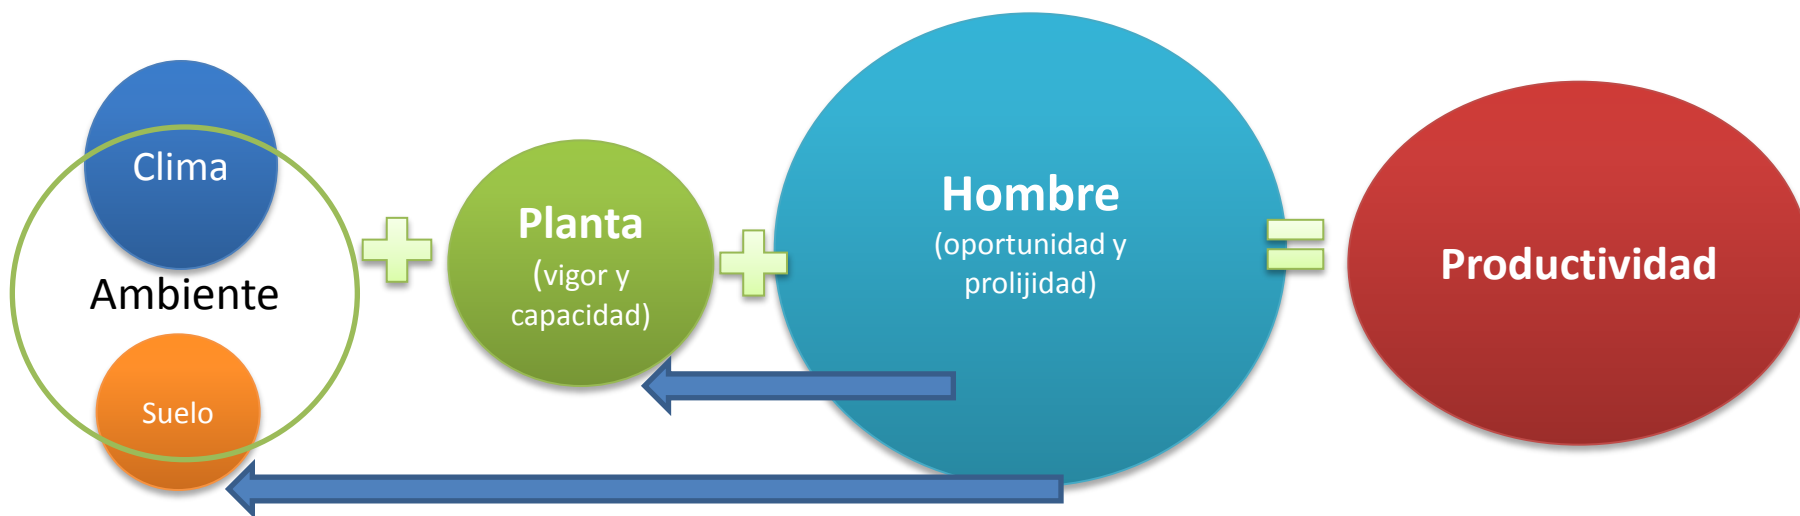 Clima
Ambiente
Suelo
Planta
(vigor y
capacidad)
Hombre
(oportunidad y
prolijidad)
Productividad